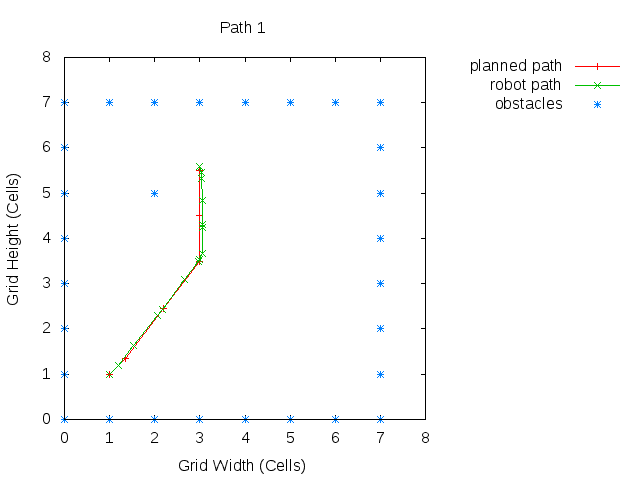 Path 1
planned path
robot path
obstacles
8
7
6
5
4
3
2
1
0
Grid Height (Cells)
0 1 2 3 4 5 6 7 8
Grid Width (Cells)